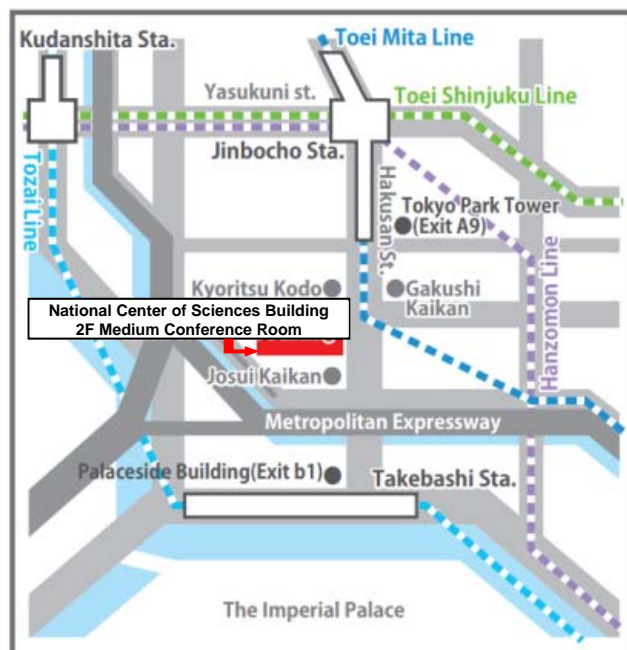 Kudanshita Sta.
Toei Mita Line
Yasukuni st.
Toei Shinjuku Line
Jinbocho Sta.
Tozai Line
Hakusan St.
Tokyo Park Tower
(Exit A9)
Hanzomon Line
Kyoritsu Kodo
Gakushi
Kaikan
National Center of Sciences Building
2F Medium Conference Room
Josui Kaikan
Metropolitan Expressway
Palaceside Building(Exit b1)
Takebashi Sta.
The Imperial Palace